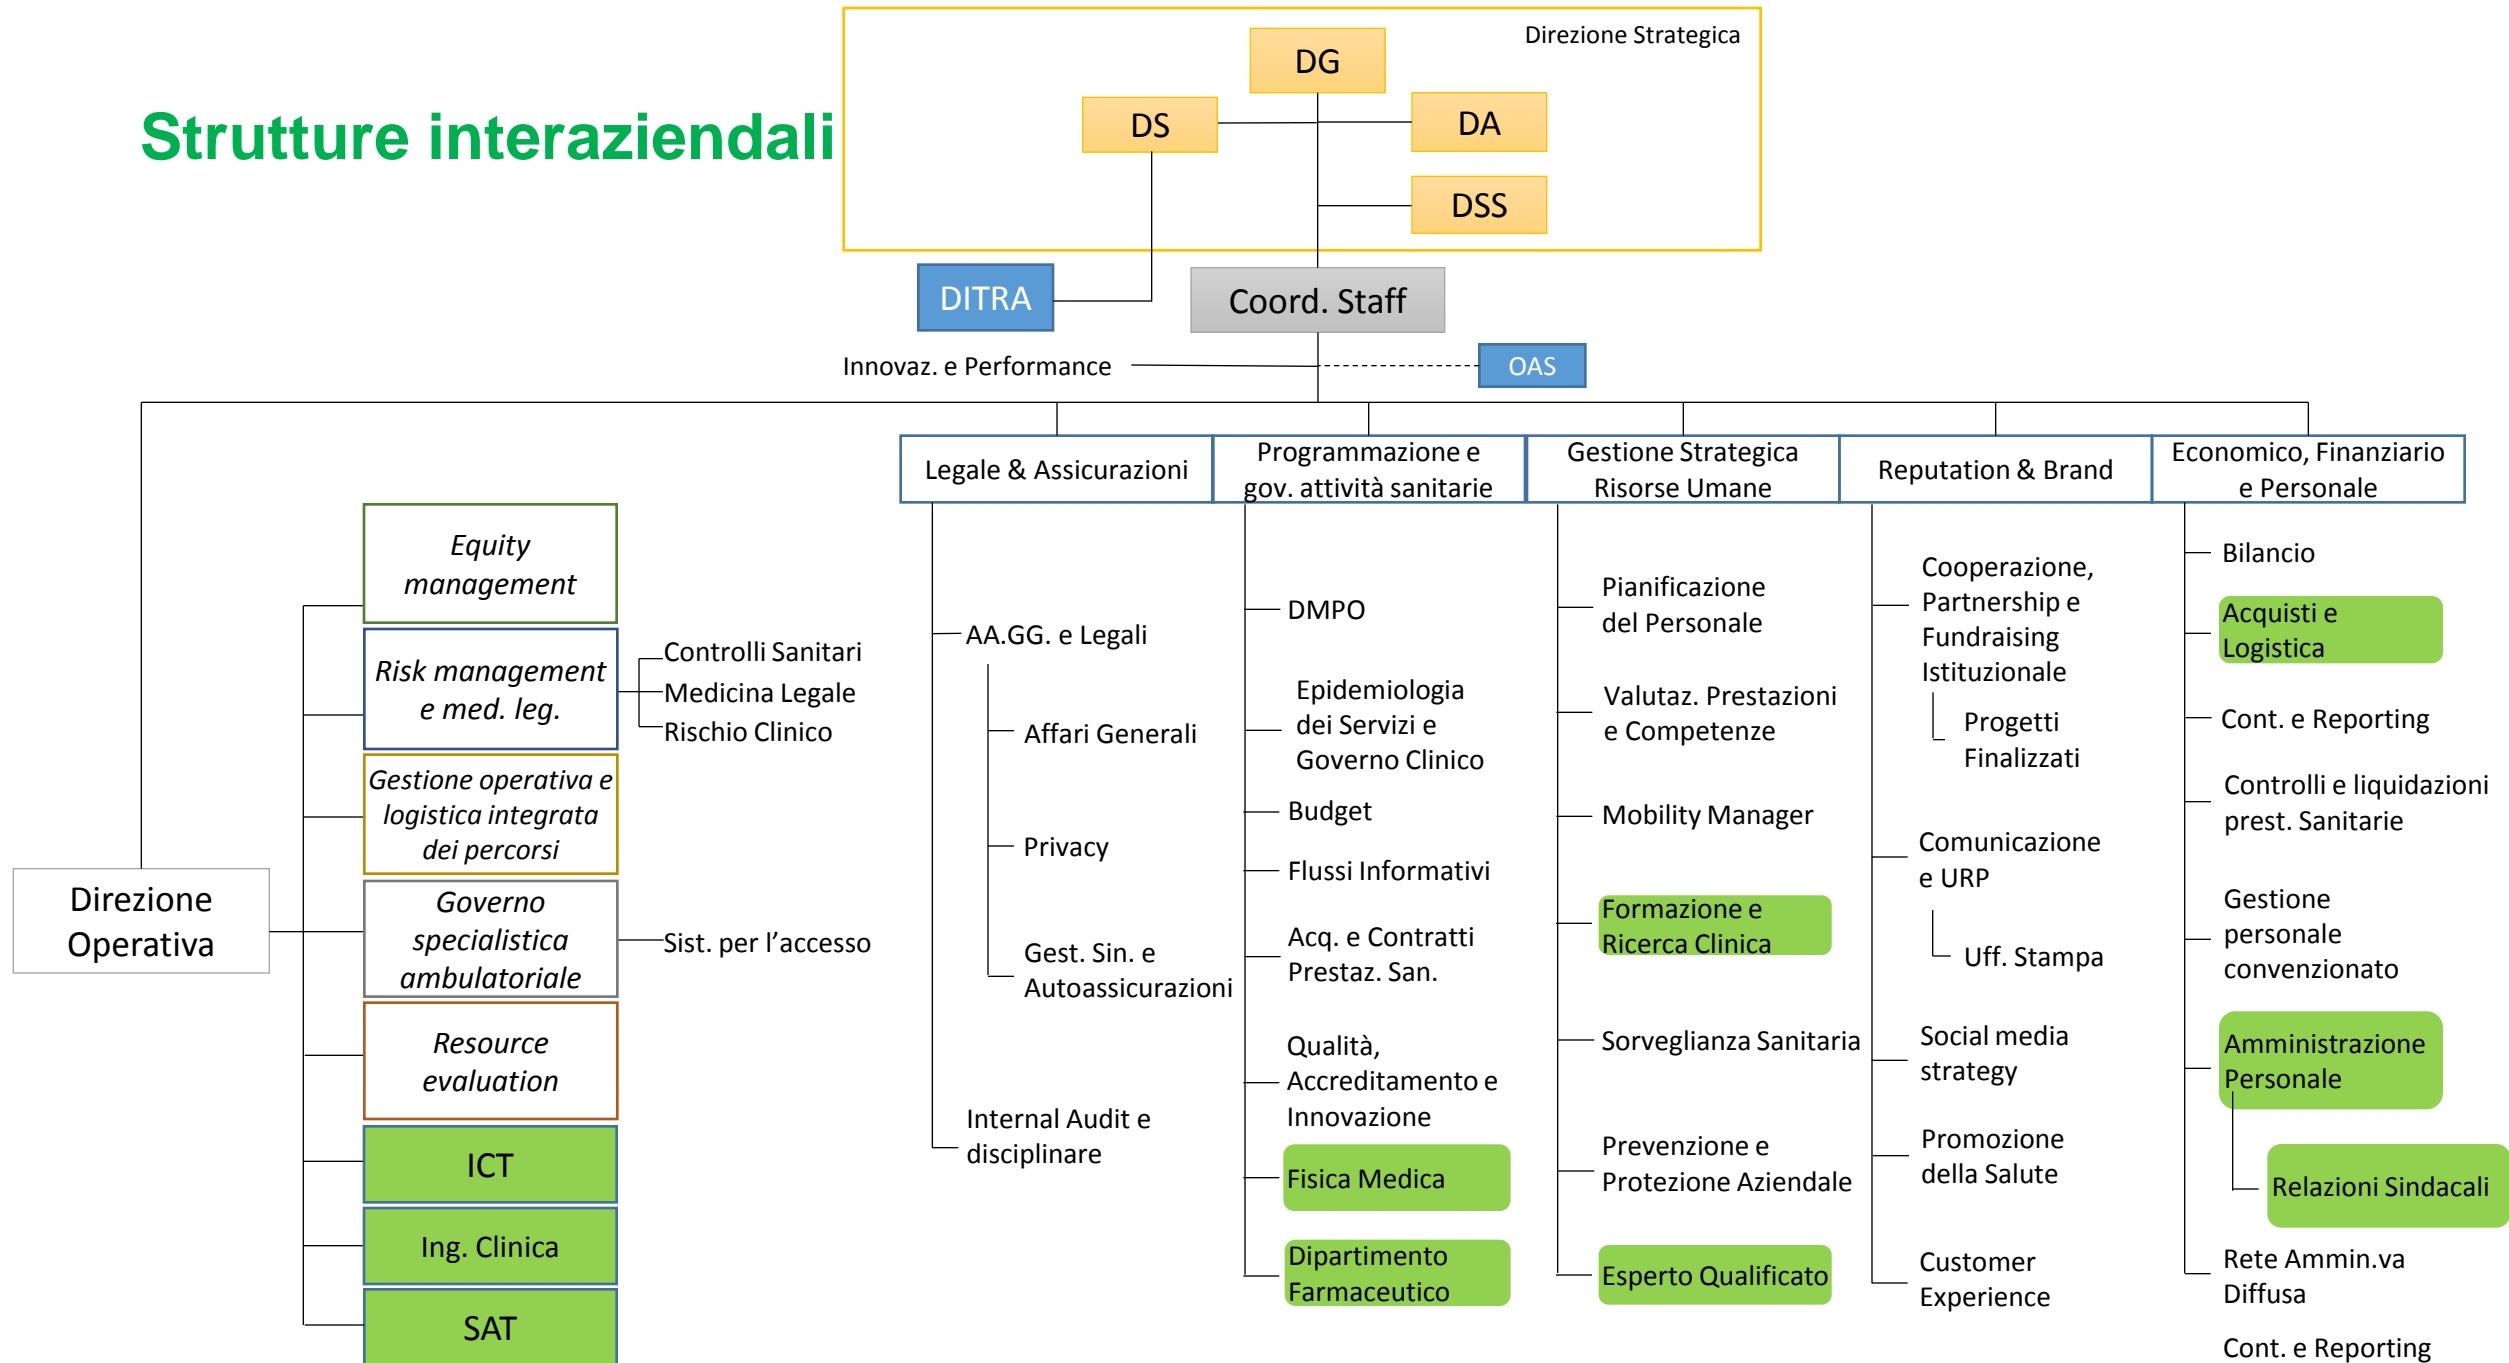 Strutture interaziendali
Direzione Strategica
DG
DS
DA
DSS
DITRA
Coord. Staff
Innovaz. e Performance
OAS
Direzione
Operativa
Equity
management
Risk management
e med. leg.
Controlli Sanitari
Medicina Legale
Rischio Clinico
Gestione operativa e
logistica integrata
dei percorsi
Governo
specialistica
ambulatoriale
Sist. per l’accesso
Resource
evaluation
ICT
Ing. Clinica
SAT
Legale & Assicurazioni
AA.GG. e Legali
Affari Generali
Privacy
Gest. Sin. e
Autoassicurazioni
Internal Audit e
disciplinare
Programmazione e
gov. attività sanitarie
DMPO
Epidemiologia
dei Servizi e
Governo Clinico
Budget
Flussi Informativi
Acq. e Contratti
Prestaz. San.
Qualità,
Accreditamento e
Innovazione
Fisica Medica
Dipartimento
Farmaceutico
Gestione Strategica
Risorse Umane
Pianificazione
del Personale
Valutaz. Prestazioni
e Competenze
Mobility Manager
Formazione e
Ricerca Clinica
Sorveglianza Sanitaria
Prevenzione e
Protezione Aziendale
Esperto Qualificato
Reputation & Brand
Cooperazione,
Partnership e
Fundraising
Istituzionale
Progetti
Finalizzati
Comunicazione
e URP
Uff. Stampa
Social media
strategy
Promozione
della Salute
Customer
Experience
Economico, Finanziario
e Personale
Bilancio
Acquisti e
Logistica
Cont. e Reporting
Controlli e liquidazioni
prest. Sanitarie
Gestione
personale
convenzionato
Amministrazione
Personale
Relazioni Sindacali
Rete Ammin.va
Diffusa
Cont. e Reporting